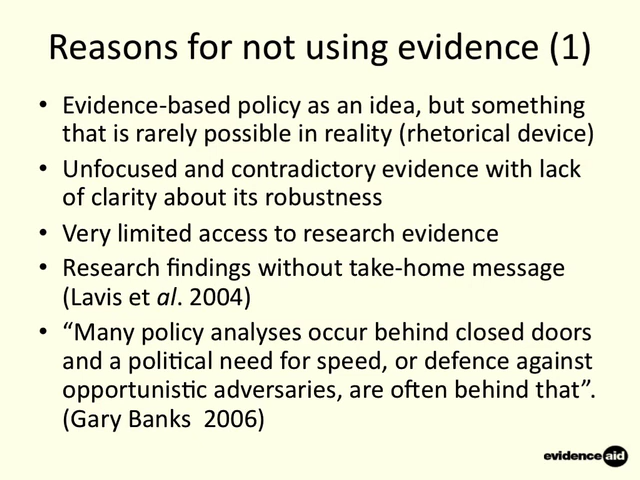 Reasons for not using evidence (1)
• Evidence-based policy as an idea, but something
that is rarely possible in reality (rhetorical device)
• Unfocused and contradictory evidence with lack
of clarity about its robustness
• Very limited access to research evidence
• Research findings without take-home message
(Lavis et al. 2004)
• “Many policy analyses occur behind closed doors
and a political need for speed, or defence against
opportunistic adversaries, are often behind that”.
(Gary Banks  2006)
evidence aid